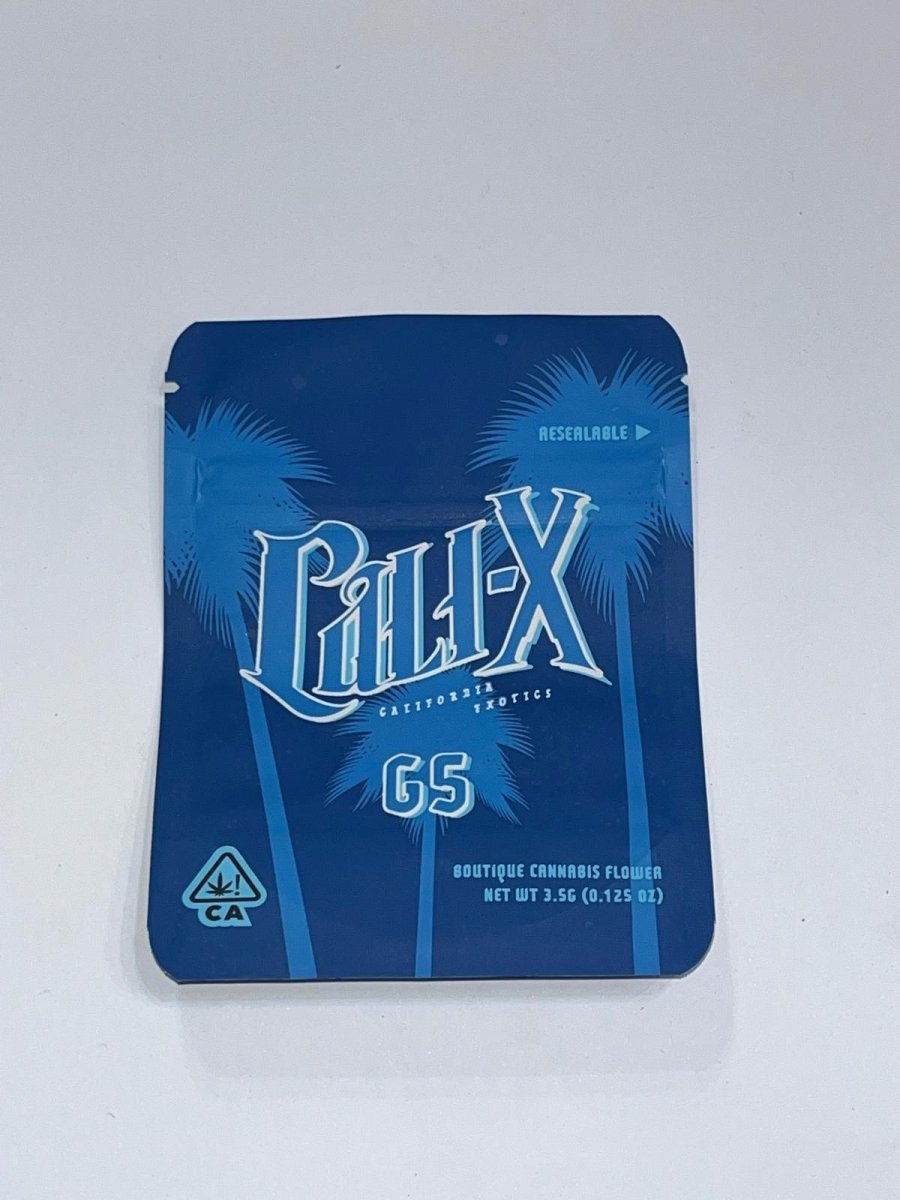 RESEALABLE
CALI-X
CALIFORNIA
EXOTICS
G5
BOUTIQUE CANNABIS FLOWER
NET WT 3.5G (0.125 OZ)
!
CA